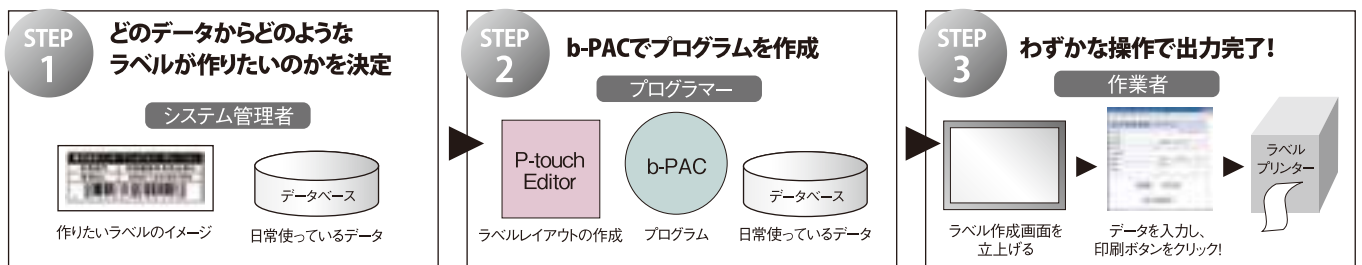 STEP
1
どのデータからどのような
ラベルが作りたいのかを決定
システム管理者
データベース
作りたいラベルのイメージ
日常使っているデータ
STEP
2
b-PACでプログラムを作成
プログラマー
P-touch
Editor
b-PAC
データベース
ラベルレイアウトの作成
プログラム
日常使っているデータ
STEP
3
わずかな操作で出力完了!
作業者
ラベル
プリンター
ラベル作成画面を
立上げる
データを入力し、
印刷ボタンをクリック!